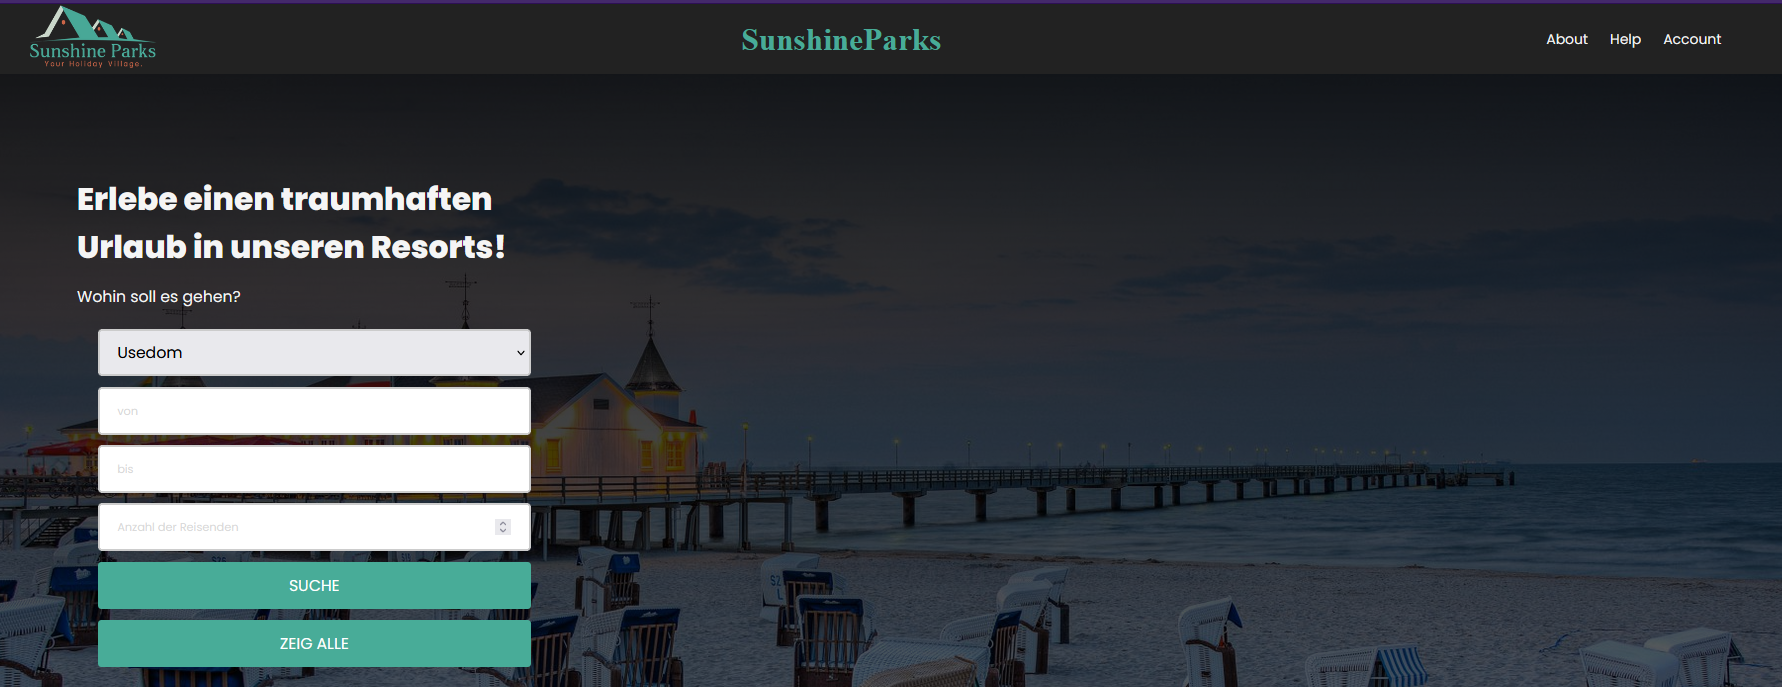 Sunshine Parks
Your Holiday Village.
SunshineParks
About Help Account
Erlebe einen traumhaften
Urlaub in unseren Resorts!
Wohin soll es gehen?
Usedom
von
bis
Anzahl der Reisenden
SUCHE
ZEIG ALLE